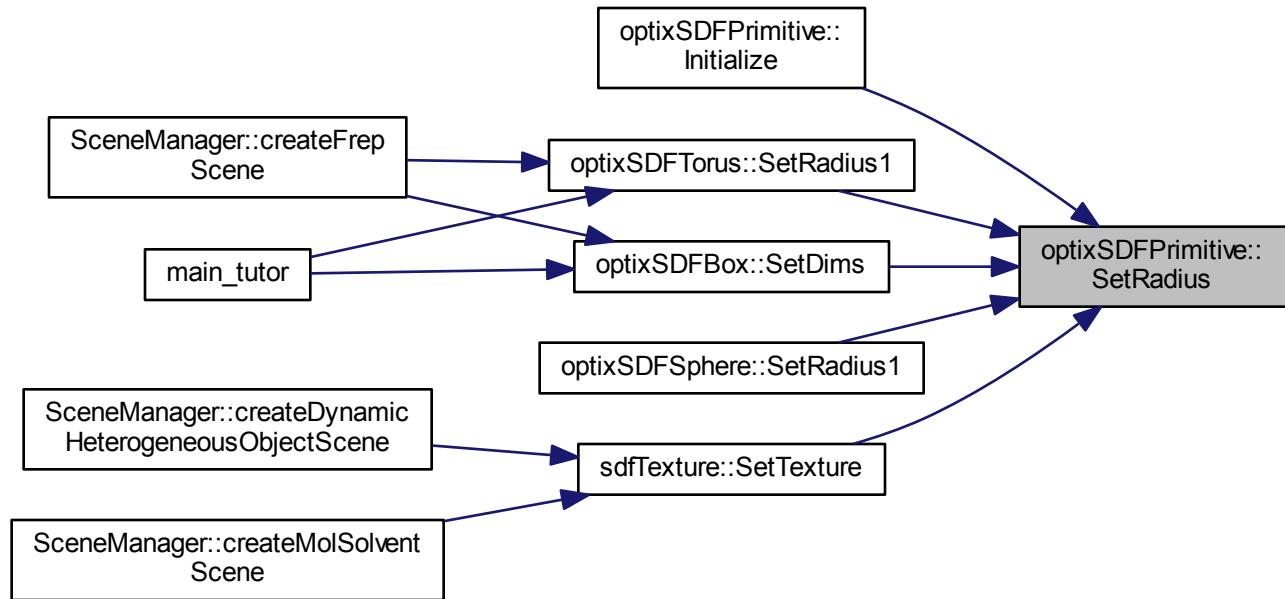 optixSDFPrimitive::
Initialize
SceneManager::createFrep
Scene
optixSDFTorus::SetRadius1
main_tutor
optixSDFBox::SetDims
optixSDFPrimitive::
SetRadius
optixSDFSphere::SetRadius1
SceneManager::createDynamic
HeterogeneousObjectScene
sdfTexture::SetTexture
SceneManager::createMolSolvent
Scene